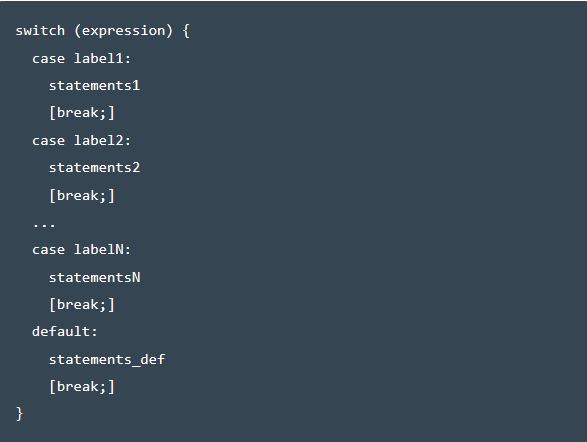 switch (expression) {
case label1:
statements1
[break;]
case label2:
statements2
[break;]
...
case labelN:
statementsN
[break;]
default:
statements_def
[break;]
}